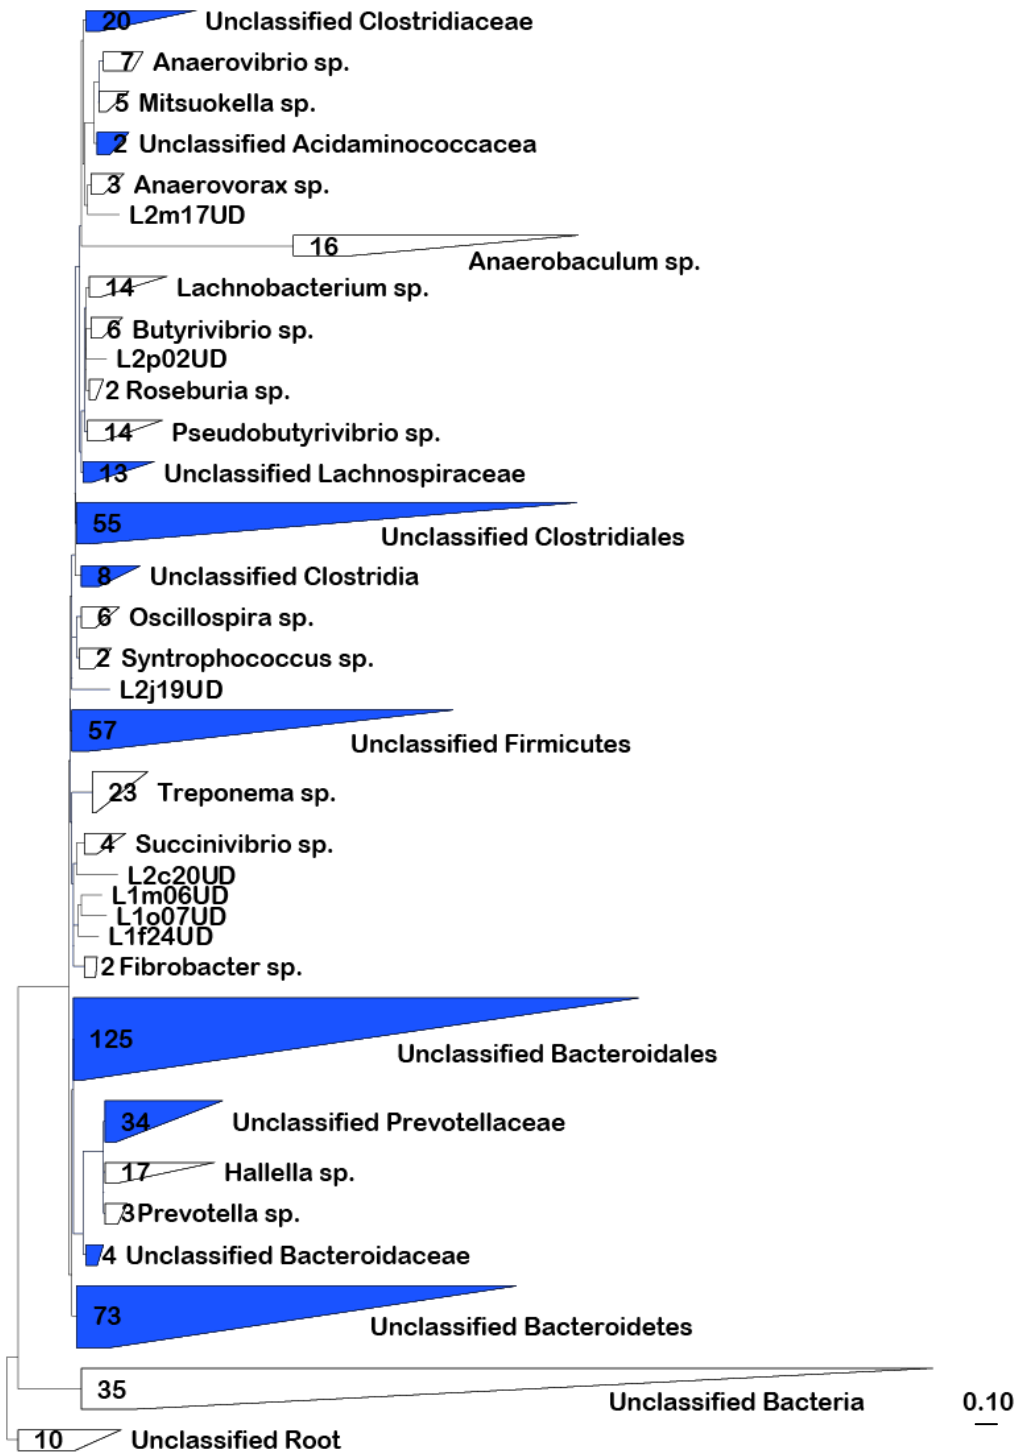 20 Unclassified Clostridiaceae
7 Anaerovibrio sp.
5 Mitsuokella sp.
2 Unclassified Acidaminococcacea
3 Anaerovorax sp.
L2m17UD
16 Anaerobaculum sp.
14 Lachnobacterium sp.
6 Butyrivibrio sp.
L2p02UD
2 Roseburia sp.
14 Pseudobutyrivibrio sp.
13 Unclassified Lachnospiraceae
55 Unclassified Clostridiales
8 Unclassified Clostridia
6 Oscillospira sp.
2 Syntrophococcus sp.
L2j19UD
57 Unclassified Firmicutes
23 Treponema sp.
4 Succinivibrio sp.
L2c20UD
L1m06UD
L1o07UD
L1f24UD
2 Fibrobacter sp.
125 Unclassified Bacteroidales
34 Unclassified Prevotellaceae
17 Hallella sp.
3 Prevotella sp.
4 Unclassified Bacteroidaceae
73 Unclassified Bacteroidetes
35 Unclassified Bacteria
0.10
10 Unclassified Root